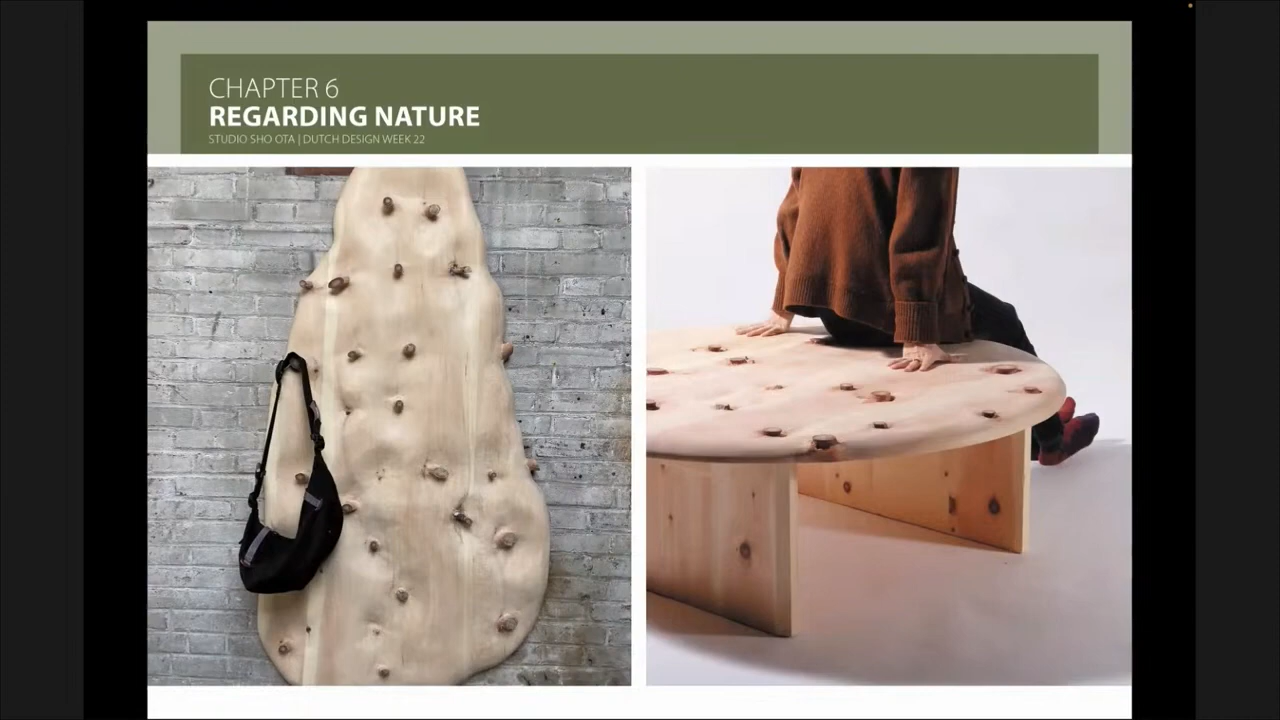 CHAPTER 6
REGARDING NATURE
STUDIO SHO OTA | DUTCH DESIGN WEEK 22